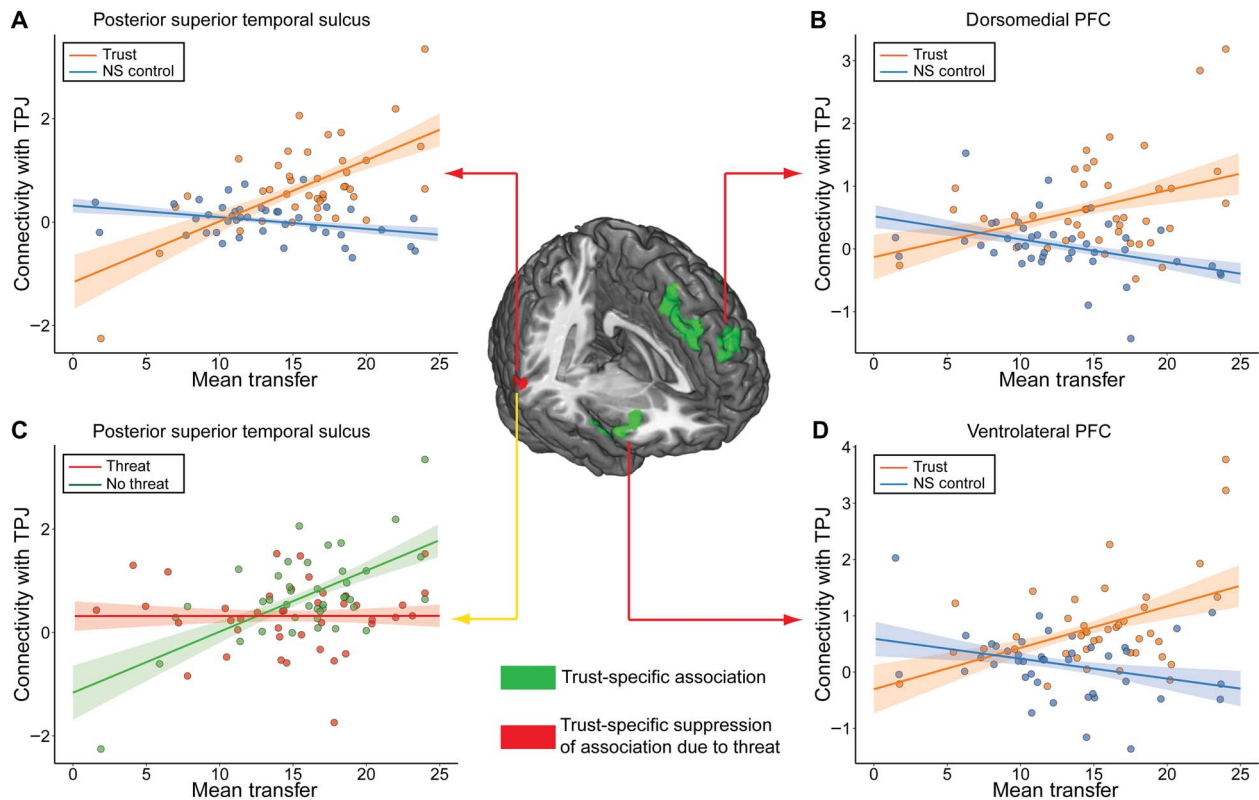 A
Posterior superior temporal sulcus
Trust
NS control
Connectivity with TPJ
2
0
−2
0
5
10
15
20
25
Mean transfer
B
Dorsomedial PFC
Trust
NS control
Connectivity with TPJ
3
2
1
0
−1
0
5
10
15
20
25
Mean transfer
C
Posterior superior temporal sulcus
Threat
No threat
Connectivity with TPJ
2
0
−2
0
5
10
15
20
25
Mean transfer
Trust-specific association
Trust-specific suppression
of association due to threat
D
Ventrolateral PFC
Trust
NS control
Connectivity with TPJ
4
3
2
1
0
−1
0
5
10
15
20
25
Mean transfer